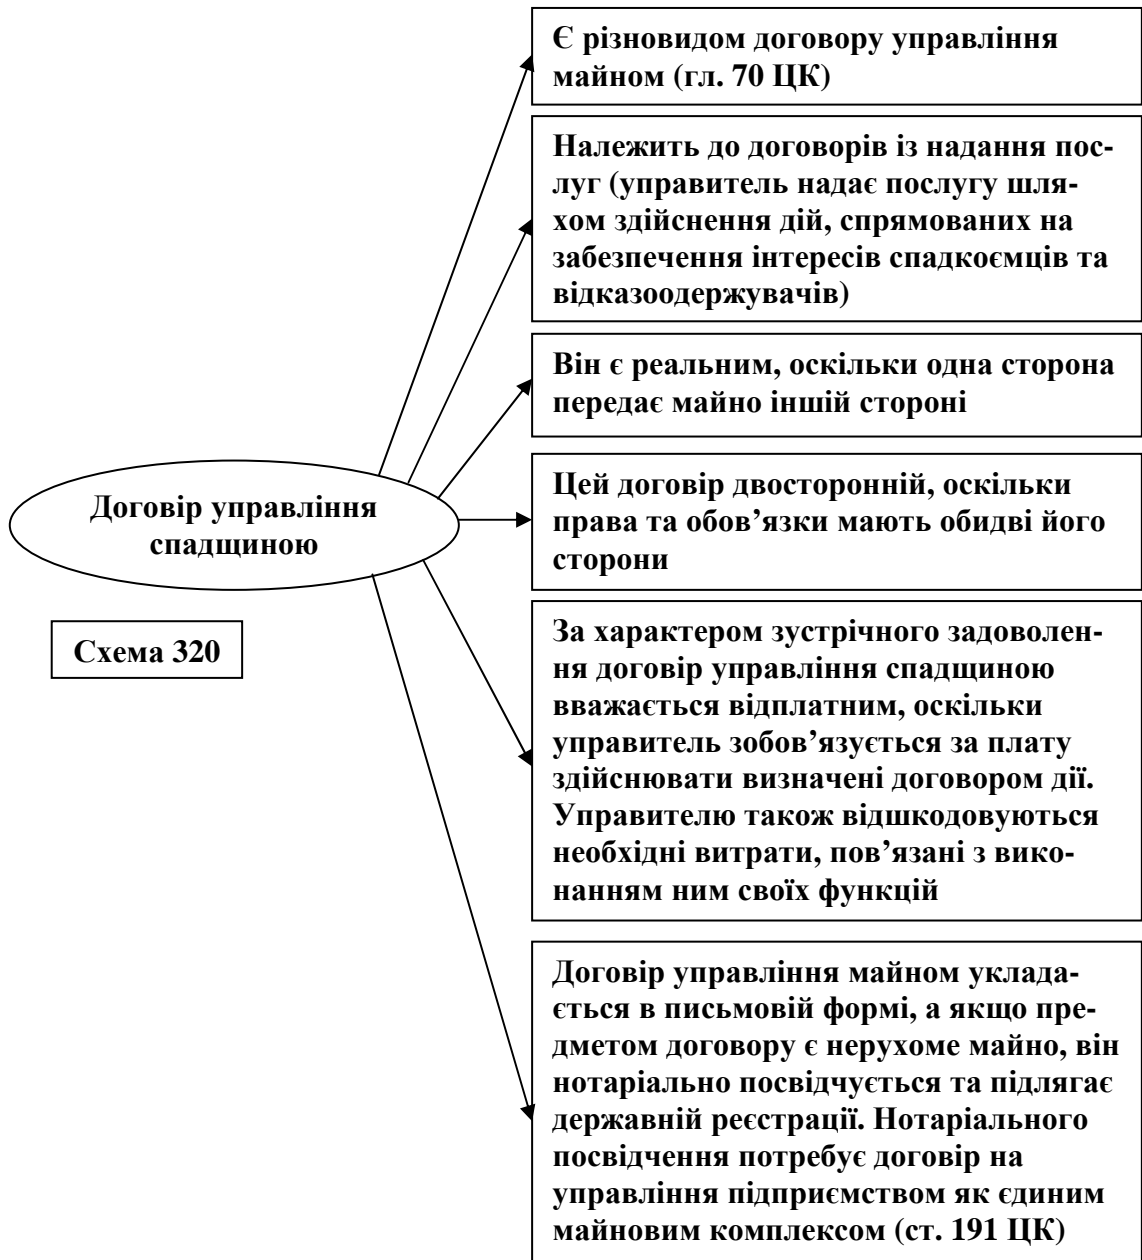 Є різновидом договору управління
майном (гл. 70 ЦК)
Належить до договорів із надання пос-
луг (управитель надає послугу шля-
хом здійснення дій, спрямованих на
забезпечення інтересів спадкоємців та
відказоодержувачів)
Він є реальним, оскільки одна сторона
передає майно іншій стороні
Договір управління
спадщиною
Цей договір двосторонній, оскільки
права та обов’язки мають обидві його
сторони
Схема 320
За характером зустрічного задоволен-
ня договір управління спадщиною
вважається відплатним, оскільки
управитель зобов’язується за плату
здійснювати визначені договором дії.
Управителю також відшкодовуються
необхідні витрати, пов’язані з вико-
нанням ним своїх функцій
Договір управління майном уклада-
ється в письмовій формі, а якщо пре-
дметом договору є нерухоме майно, він
нотаріально посвідчується та підлягає
державній реєстрації. Нотаріального
посвідчення потребує договір на
управління підприємством як єдиним
майновим комплексом (ст. 191 ЦК)